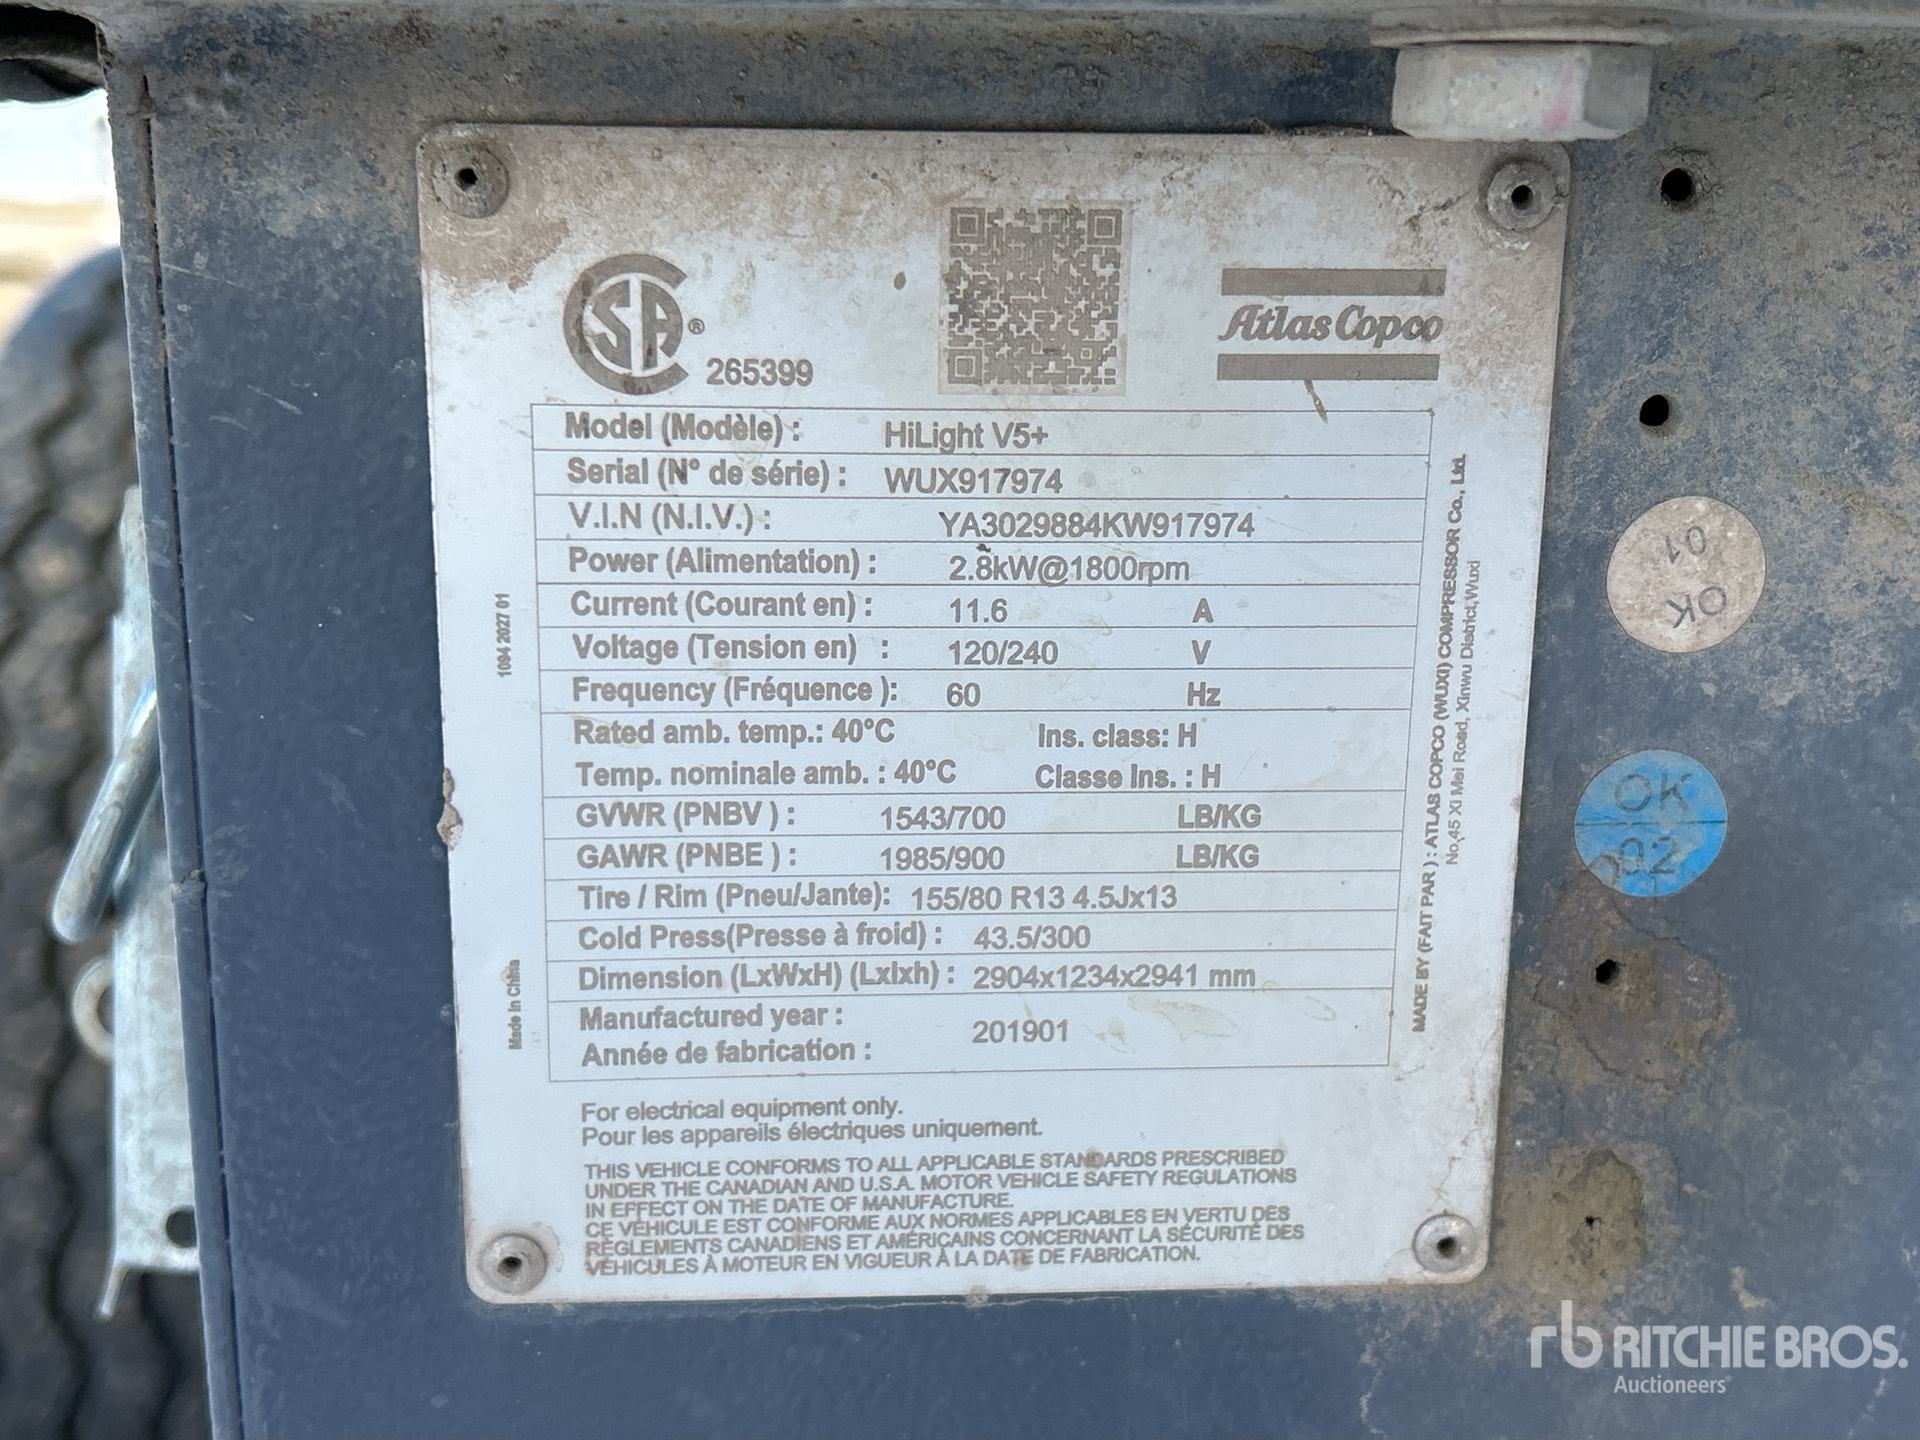 CSA ® 265399
Atlas Copco
Model (Modèle) : HiLight V5+
Serial (N° de série) : WUX917974
V.I.N (N.I.V.) : YA3029884KW917974
Power (Alimentation) : 2.8kW@1800rpm
Current (Courant en) : 11.6 A
Voltage (Tension en) : 120/240 V
Frequency (Fréquence ): 60 Hz
Rated amb. temp.: 40°C Ins. class: H
Temp. nominale amb. : 40°C Classe Ins. : H
GVWR (PNBV ) : 1543/700 LB/KG
GAWR (PNBE ) : 1985/900 LB/KG
Tire / Rim (Pneu/Jante): 155/80 R13 4.5Jx13
Cold Press(Presse à froid) : 43.5/300
Dimension (LxWxH) (Lxlxh) : 2904x1234x2941 mm
Manufactured year :
Année de fabrication : 201901
For electrical equipment only.
Pour les appareils électriques uniquement.
THIS VEHICLE CONFORMS TO ALL APPLICABLE STANDARDS PRESCRIBED
UNDER THE CANADIAN AND U.S.A. MOTOR VEHICLE SAFETY REGULATIONS
IN EFFECT ON THE DATE OF MANUFACTURE.
CE VÉHICULE EST CONFORME AUX NORMES APPLICABLES EN VERTU DES
RÈGLEMENTS CANADIENS ET AMÉRICAINS CONCERNANT LA SÉCURITÉ DES
VÉHICULES À MOTEUR EN VIGUEUR À LA DATE DE FABRICATION.
1094 2027 01
Made in China
MADE BY (FAIT PAR ) : ATLAS COPCO (WUXI) COMPRESSOR Co., Ltd.
No.45 Xi Mei Road, Xinwu District,Wuxi
OK
01
OK
002
rb RITCHIE BROS.
Auctioneers